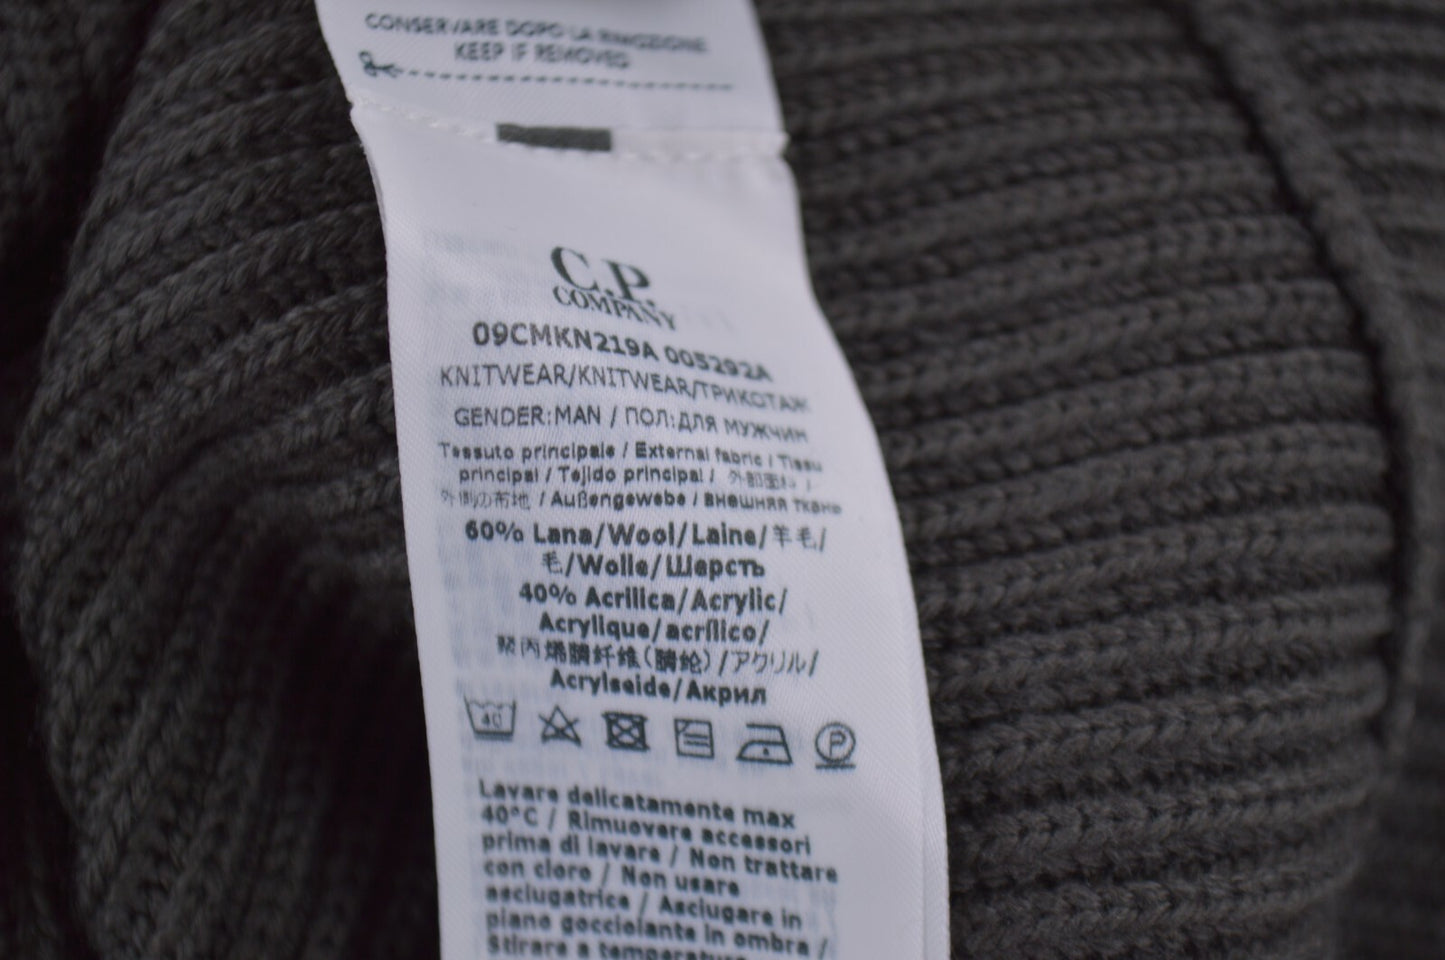 CONSERVARE DOPO LA RIMOZIONE
KEEP IF REMOVED
C.P.
COMPANY
09CMKN219A 005292A
KNITWEAR/KNITWEAR/ТРИКОТАЖ
GENDER:MAN / ПОЛ:ДЛЯ МУЖЧИН
Tessuto principale / External fabric / Tissu
principal / Tejido principal / 外部面料 /
外側の布地 / Außengewebe / внешняя ткань
60% Lana/Wool/Laine/羊毛/
毛/Wolle/Шерсть
40% Acrilica/Acrylic/
Acrylique/acrílico/
聚丙烯腈纤维(腈纶)/アクリル/
Acrylseide/Акрил
40
P
Lavare delicatamente max
40°C / Rimuovere accessori
prima di lavare / Non trattare
con cloro / Non usare
asciugatrice / Asciugare in
piano gocciolante in ombra /
Stirare a temperatura